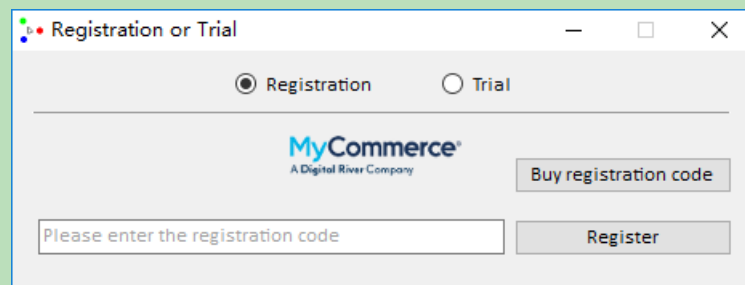 Registration or Trial
Registration Trial
MyCommerce®
A Digital River Company
Buy registration code
Please enter the registration code
Register